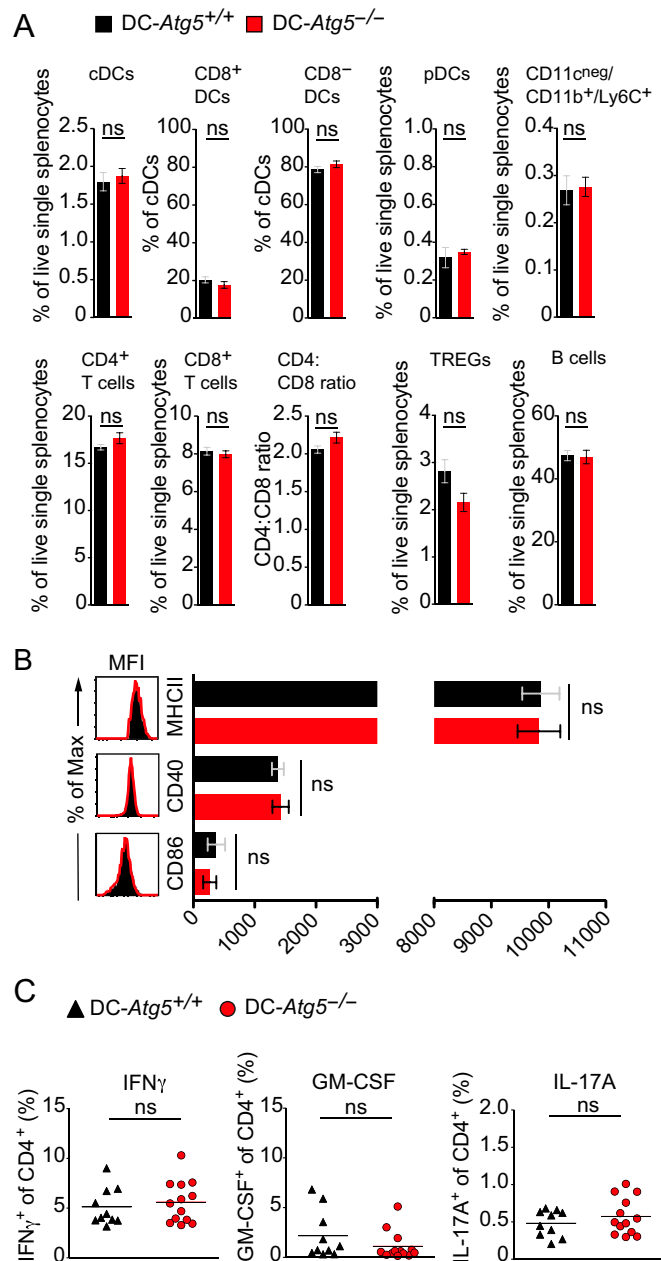 A
DC-Atg5+/+ DC-Atg5−/−
cDCs
CD8+ DCs
CD8− DCs
pDCs
CD11cneg/ CD11b+/Ly6C+
% of live single splenocytes
2.5
2.0
1.5
1.0
0.5
0
ns
% of cDCs
100
80
60
40
20
0
ns
% of cDCs
100
80
60
40
20
0
ns
% of live single splenocytes
1.0
0.8
0.6
0.4
0.2
0
ns
% of live single splenocytes
0.4
0.3
0.2
0.1
0
ns
CD4+ T cells
CD8+ T cells
CD4: CD8 ratio
TREGs
B cells
% of live single splenocytes
20
15
10
5
0
ns
% of live single splenocytes
10
8
6
4
2
0
ns
CD4:CD8 ratio
2.5
2.0
1.5
1.0
0.5
0
ns
% of live single splenocytes
4
3
2
1
0
ns
% of live single splenocytes
60
40
20
0
ns
B
MFI
% of Max
MHCII
ns
CD40
ns
CD86
ns
0 1000 2000 3000 8000 9000 10000 11000
C
DC-Atg5+/+ DC-Atg5−/−
IFNγ
GM-CSF
IL-17A
IFNγ+ of CD4+ (%)
15
10
5
0
ns
GM-CSF+ of CD4+ (%)
15
10
5
0
ns
IL-17A+ of CD4+ (%)
2.0
1.5
1.0
0.5
0
ns